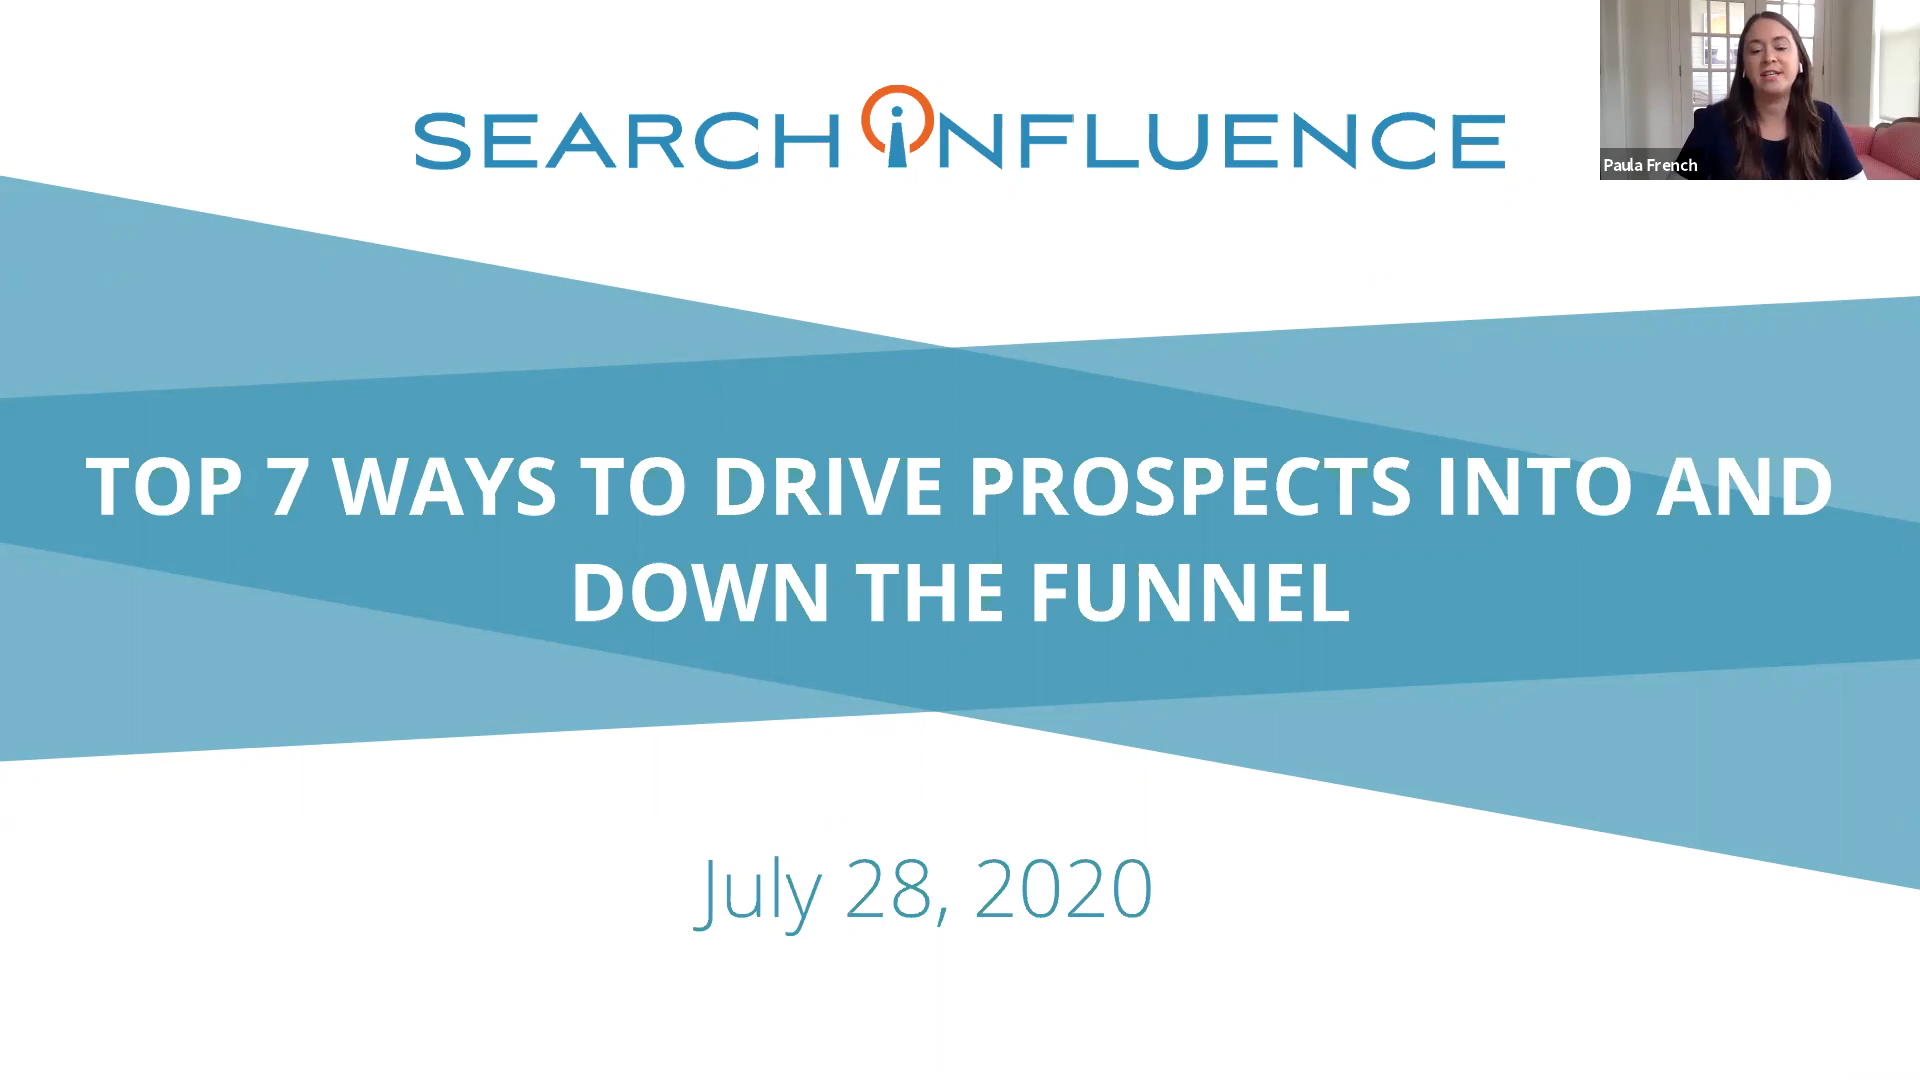 SEARCH iNFLUENCE
Paula French
TOP 7 WAYS TO DRIVE PROSPECTS INTO AND
DOWN THE FUNNEL
July 28, 2020